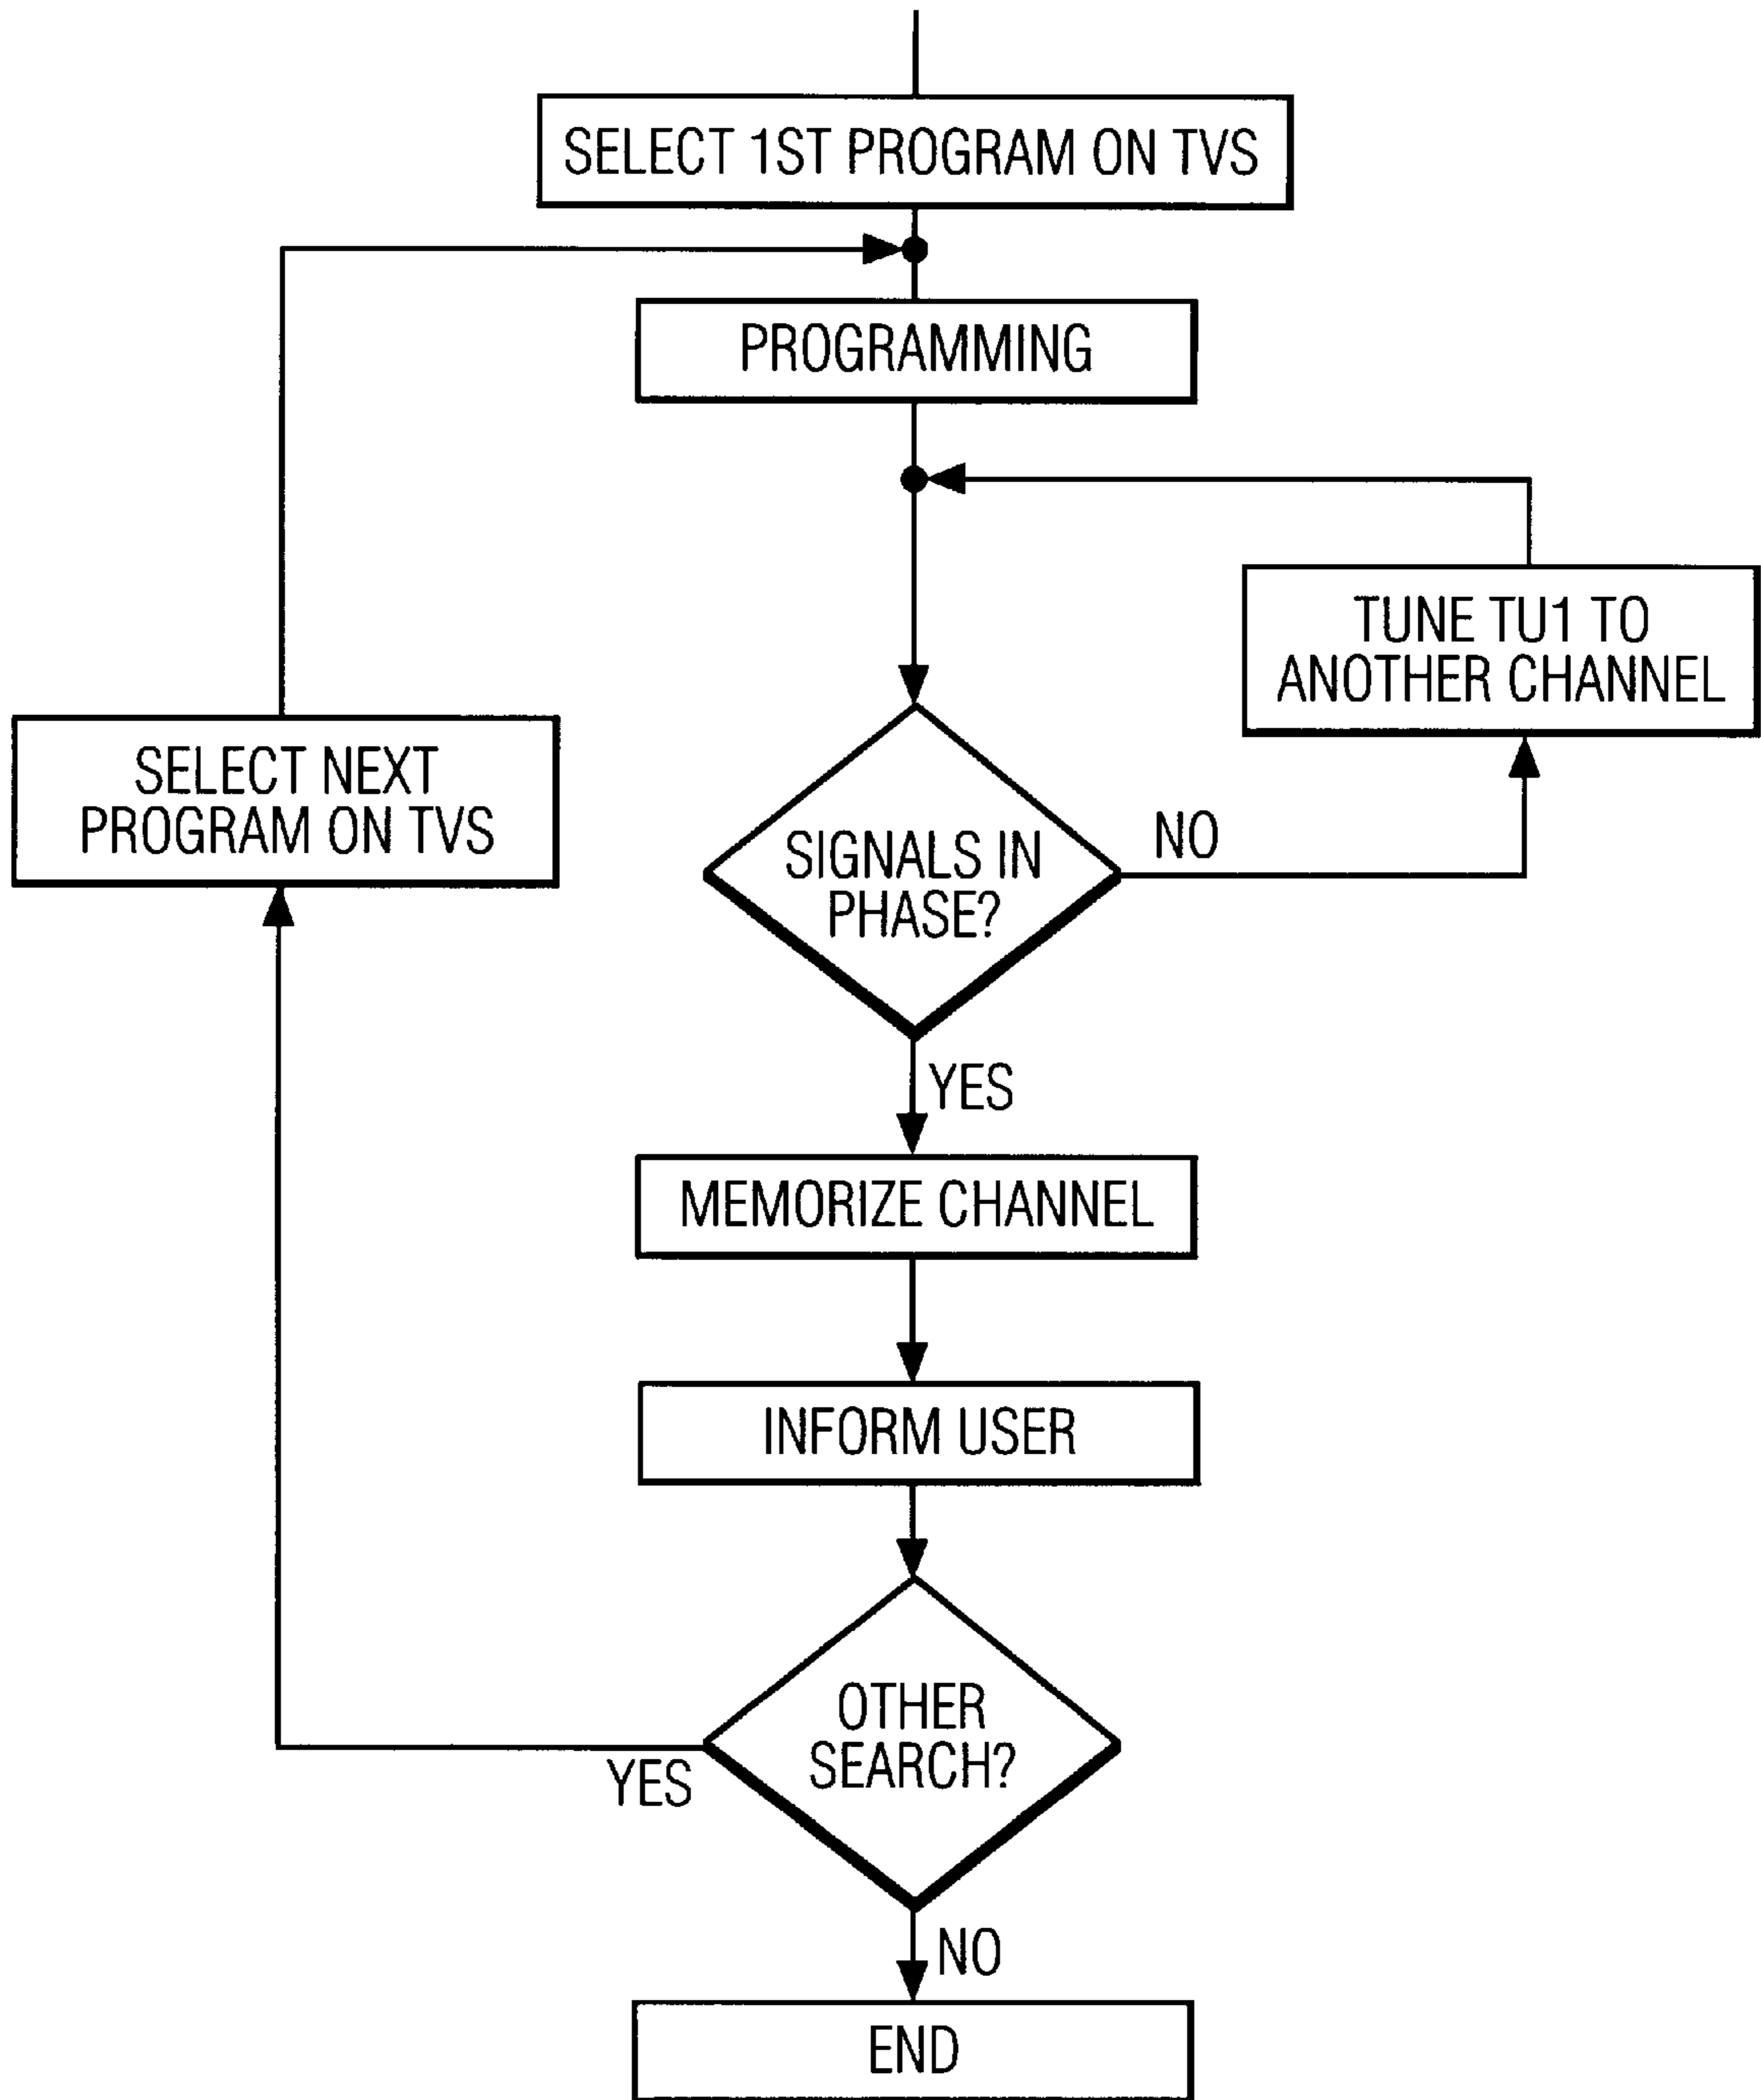 SELECT 1ST PROGRAM ON TVS
PROGRAMMING
TUNE TU1 TO
ANOTHER CHANNEL
SELECT NEXT
PROGRAM ON TVS
SIGNALS IN
PHASE?
NO
YES
MEMORIZE CHANNEL
INFORM USER
OTHER
SEARCH?
YES
NO
END